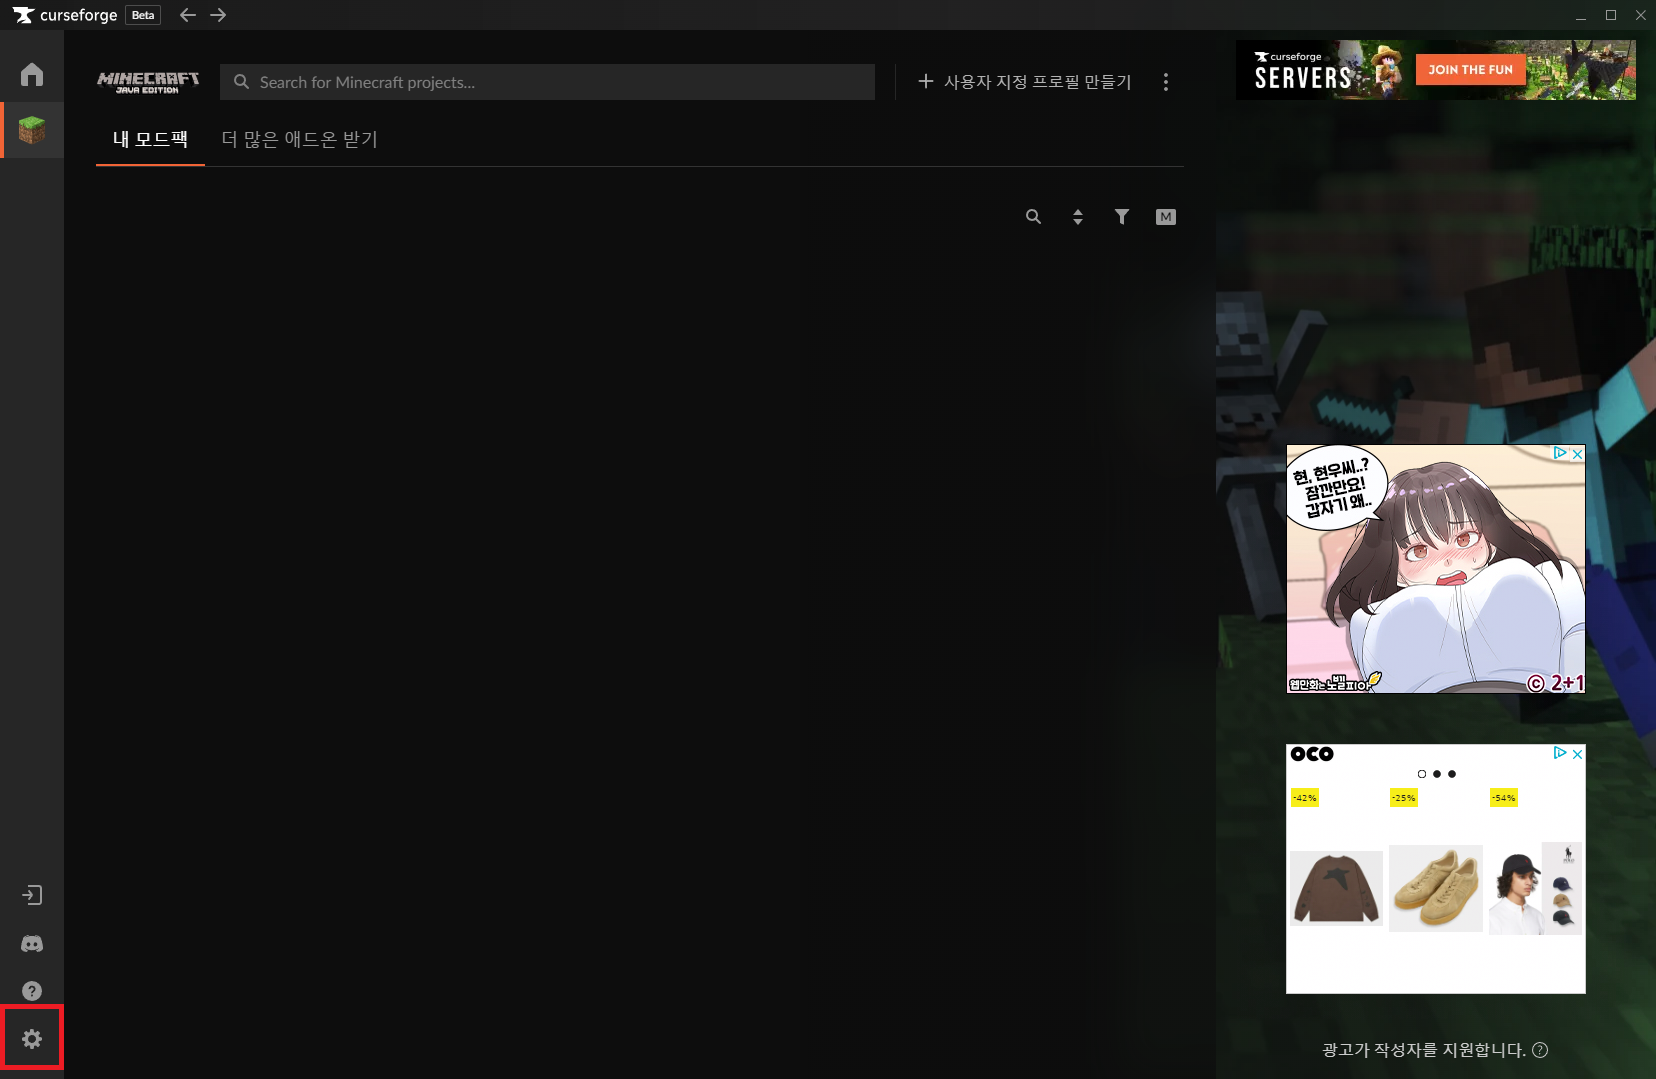 curseforge Beta
MINECRAFT
JAVA EDITION
Search for Minecraft projects...
사용자 지정 프로필 만들기
내 모드팩
더 많은 애드온 받기
M
curseforge
SERVERS
JOIN THE FUN
현, 현우씨..?
잠깐만요!
갑자기 왜..
웹만화는 노벨피아
© 2+1
OCO
-42%
-25%
-54%
광고가 작성자를 지원합니다. ?